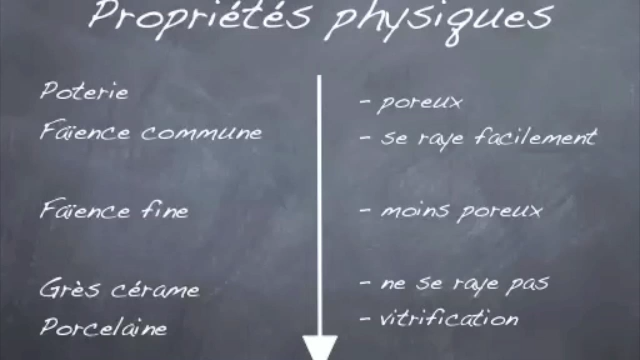 Propriétés physiques
Poterie
Faïence commune
Faïence fine
Grès cérame
Porcelaine
- poreux
- se raye facilement
- moins poreux
- ne se raye pas
- vitrification